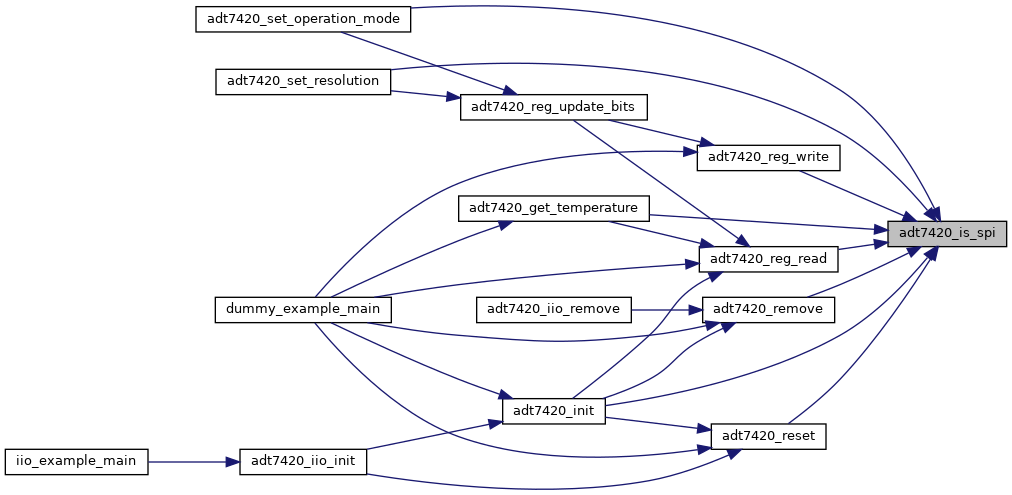 adt7420_set_operation_mode
adt7420_set_resolution
adt7420_reg_update_bits
adt7420_reg_write
adt7420_get_temperature
adt7420_is_spi
adt7420_reg_read
dummy_example_main
adt7420_iio_remove
adt7420_remove
adt7420_init
adt7420_reset
iio_example_main
adt7420_iio_init